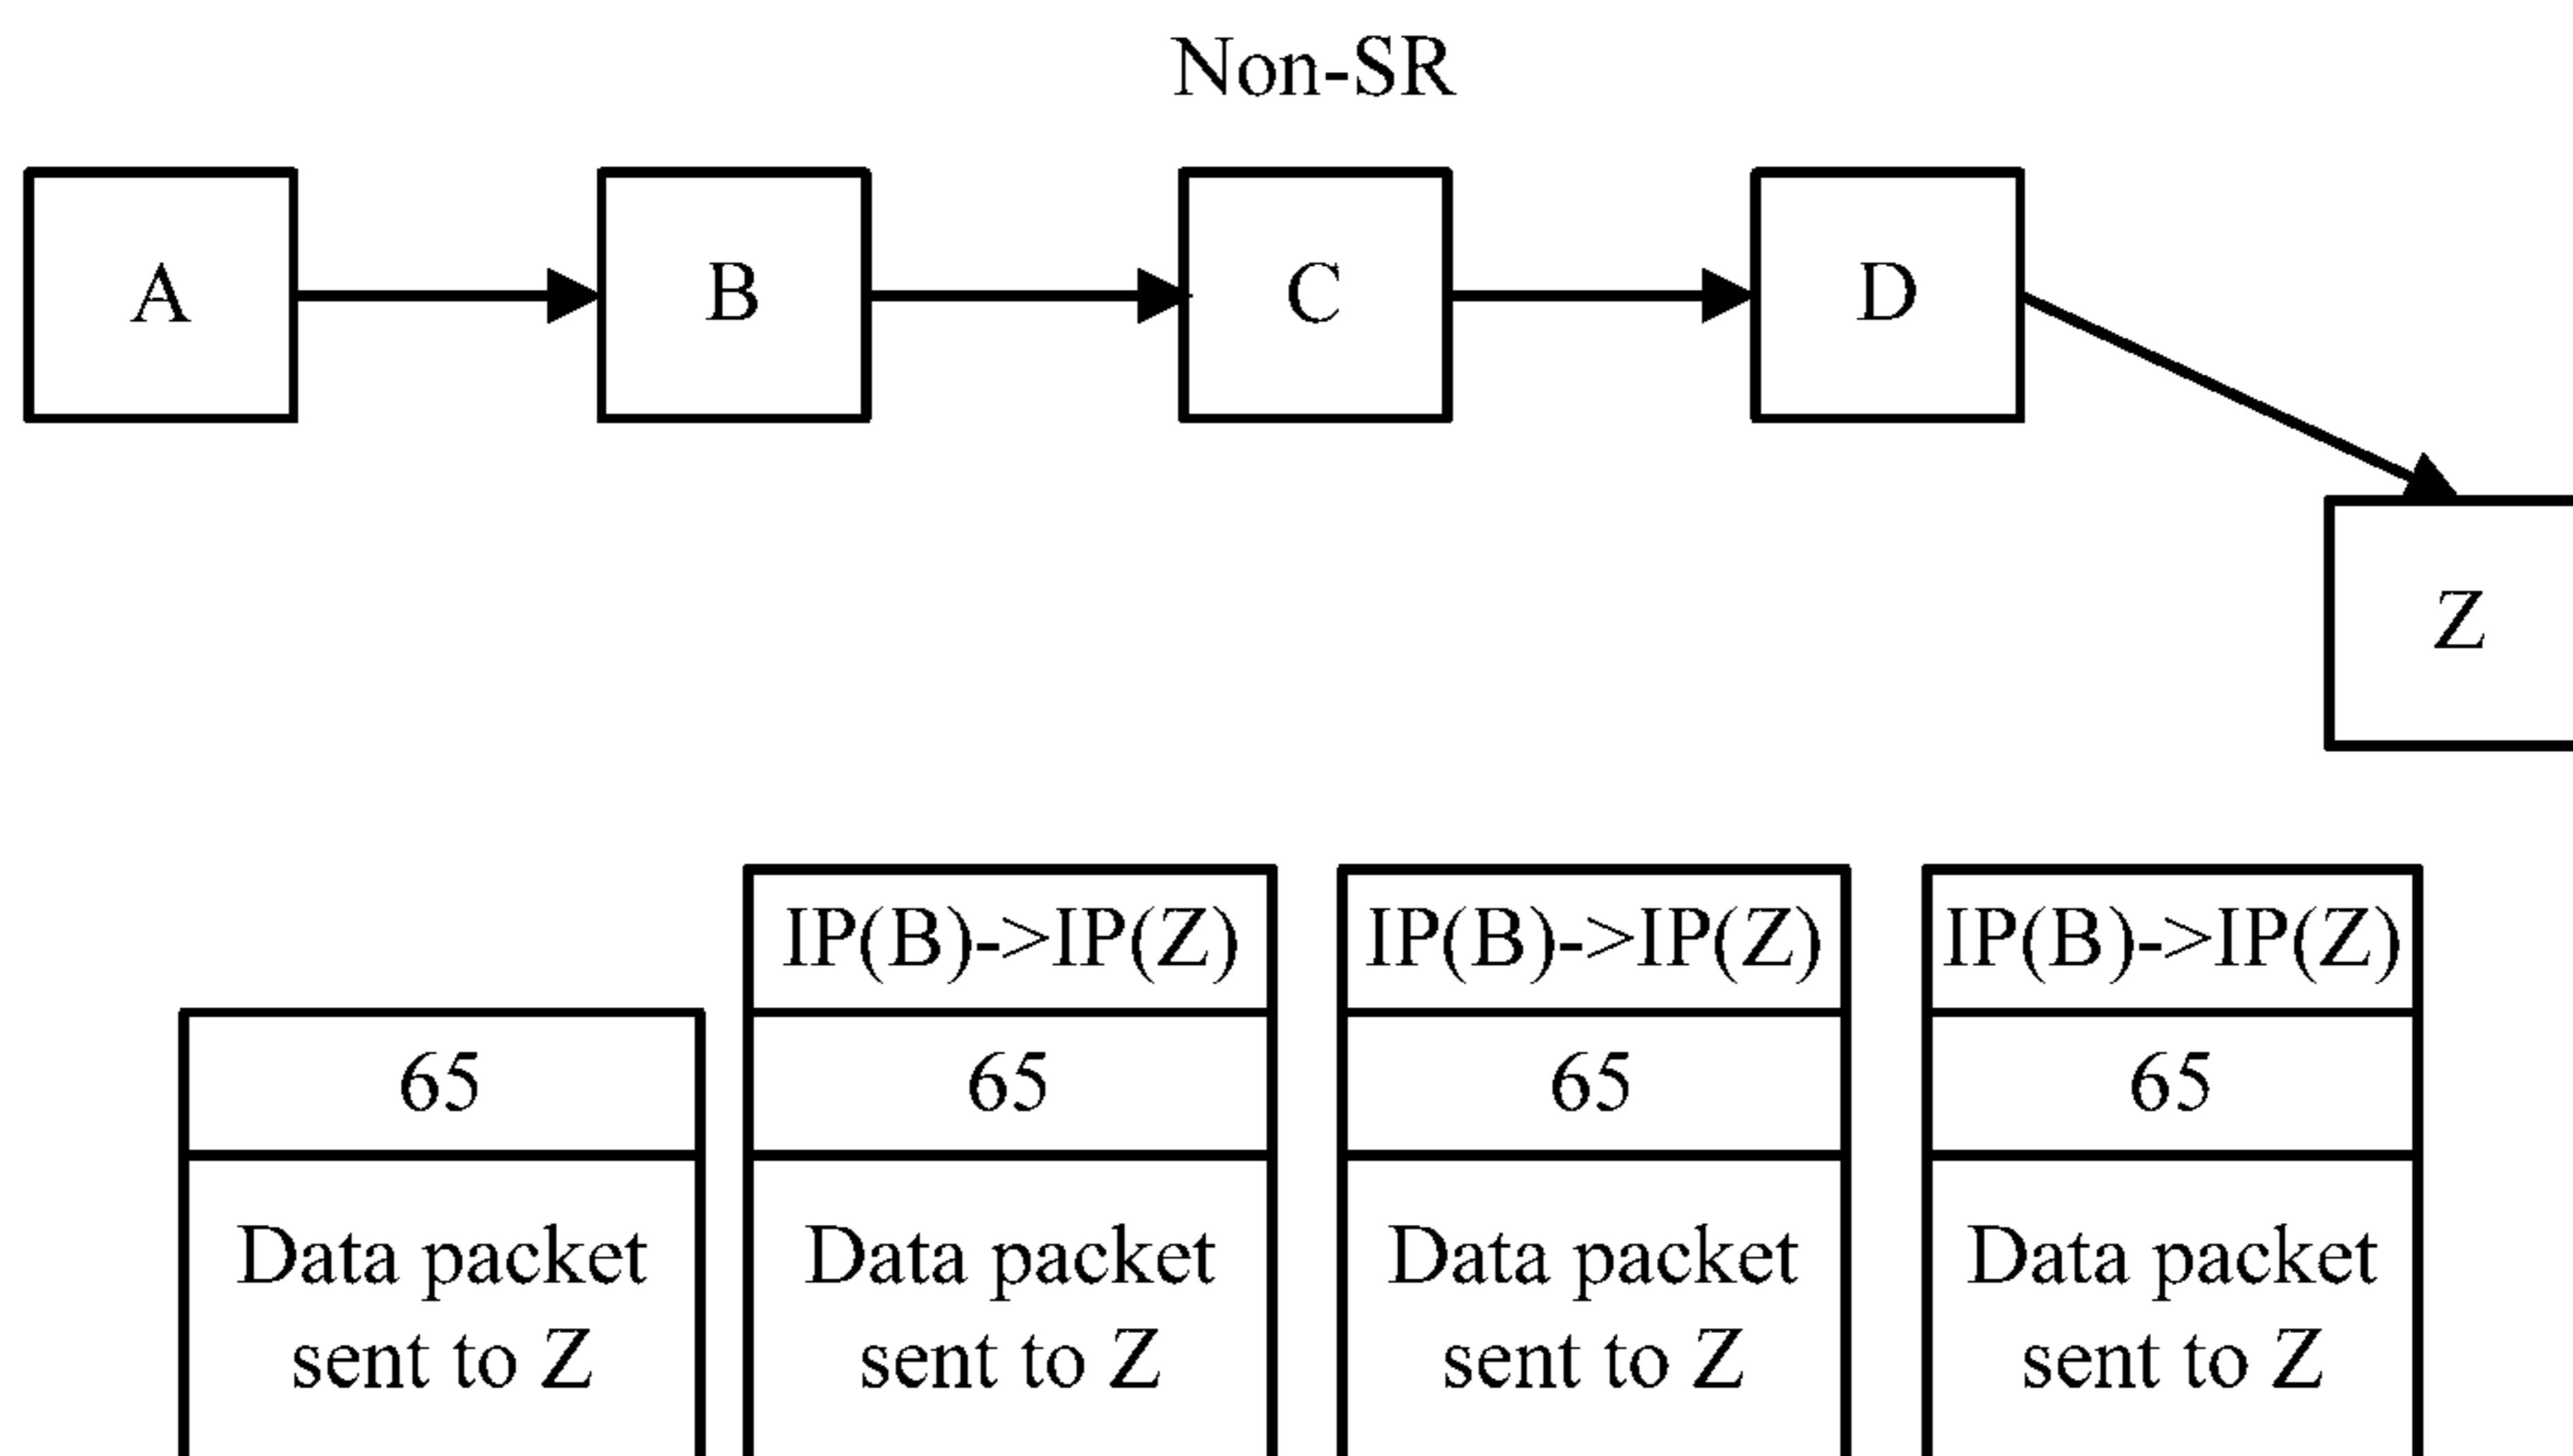 Non-SR
A
B
C
D
Z
IP(B)->IP(Z)
IP(B)->IP(Z)
IP(B)->IP(Z)
65
65
65
65
Data packet
sent to Z
Data packet
sent to Z
Data packet
sent to Z
Data packet
sent to Z